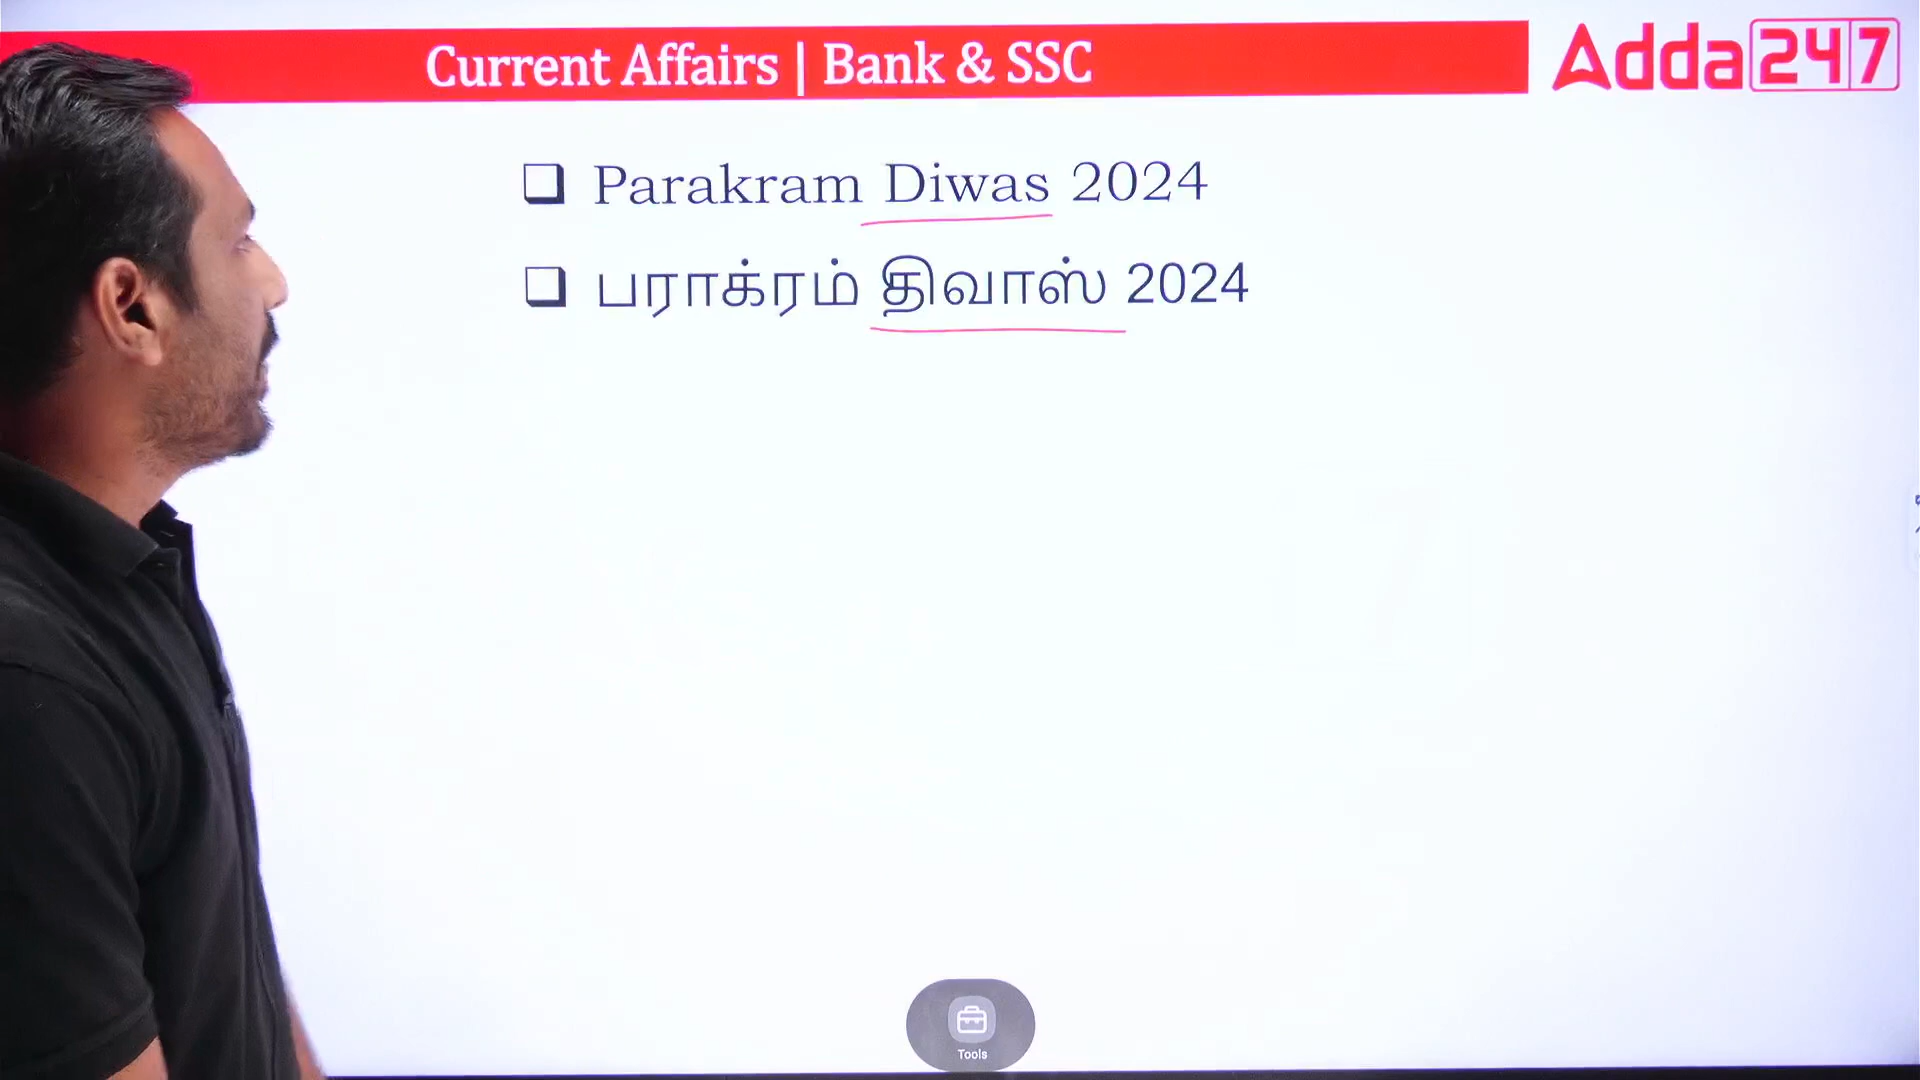 Current Affairs | Bank & SSC
Adda247
Parakram Diwas 2024
பராக்ரம் திவாஸ் 2024
Tools